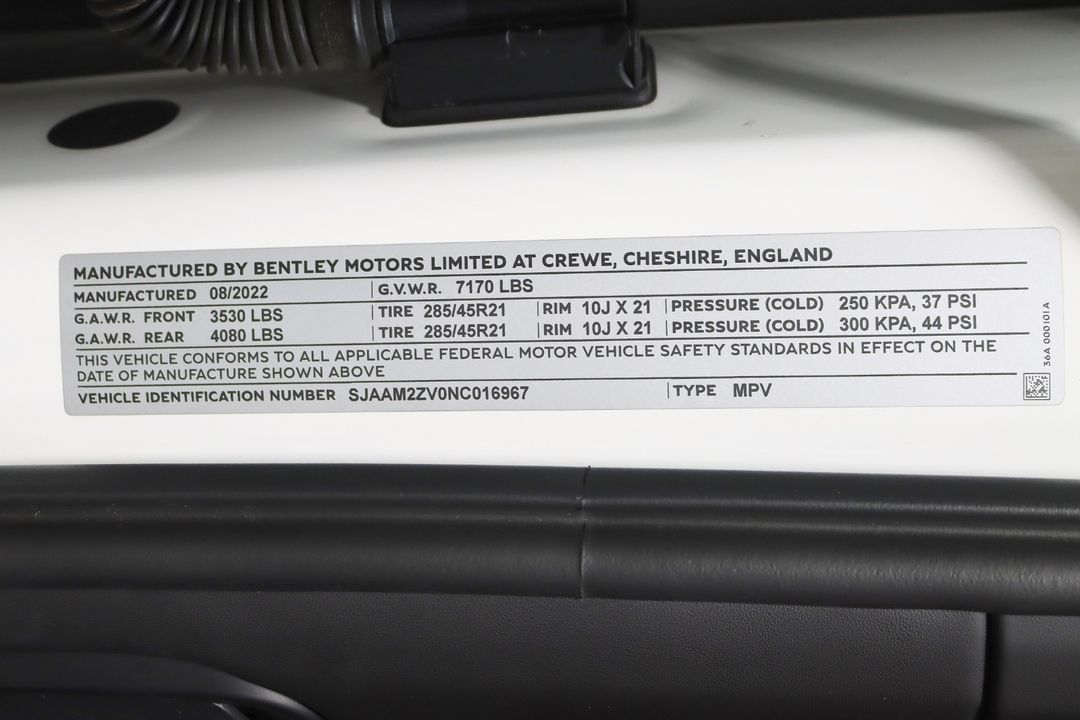 MANUFACTURED BY BENTLEY MOTORS LIMITED AT CREWE, CHESHIRE, ENGLAND
MANUFACTURED 08/2022 G.V.W.R. 7170 LBS
G.A.W.R. FRONT 3530 LBS TIRE 285/45R21 RIM 10J X 21 PRESSURE (COLD) 250 KPA, 37 PSI
G.A.W.R. REAR 4080 LBS TIRE 285/45R21 RIM 10J X 21 PRESSURE (COLD) 300 KPA, 44 PSI
THIS VEHICLE CONFORMS TO ALL APPLICABLE FEDERAL MOTOR VEHICLE SAFETY STANDARDS IN EFFECT ON THE
DATE OF MANUFACTURE SHOWN ABOVE
VEHICLE IDENTIFICATION NUMBER SJAAM2ZV0NC016967 TYPE MPV
36A 000101A